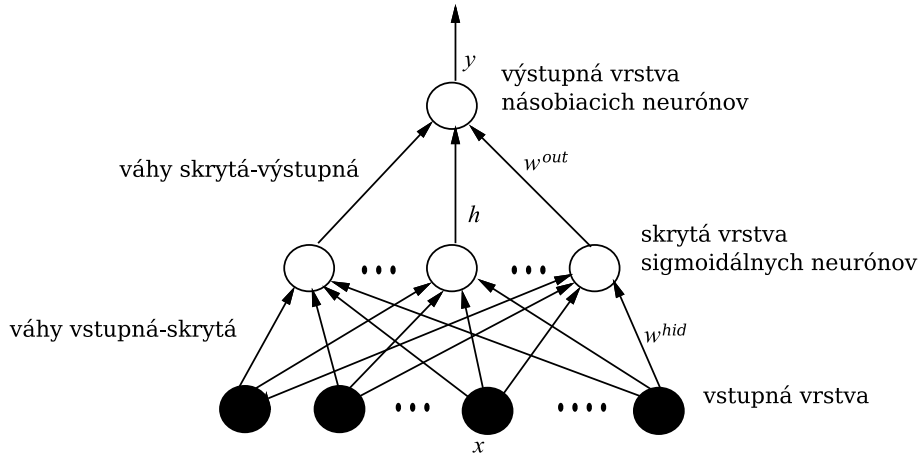 y
výstupná vrstva
násobiacich neurónov
váhy skrytá-výstupná
w^out
h
skrytá vrstva
sigmoidálnych neurónov
váhy vstupná-skrytá
w^hid
vstupná vrstva
x